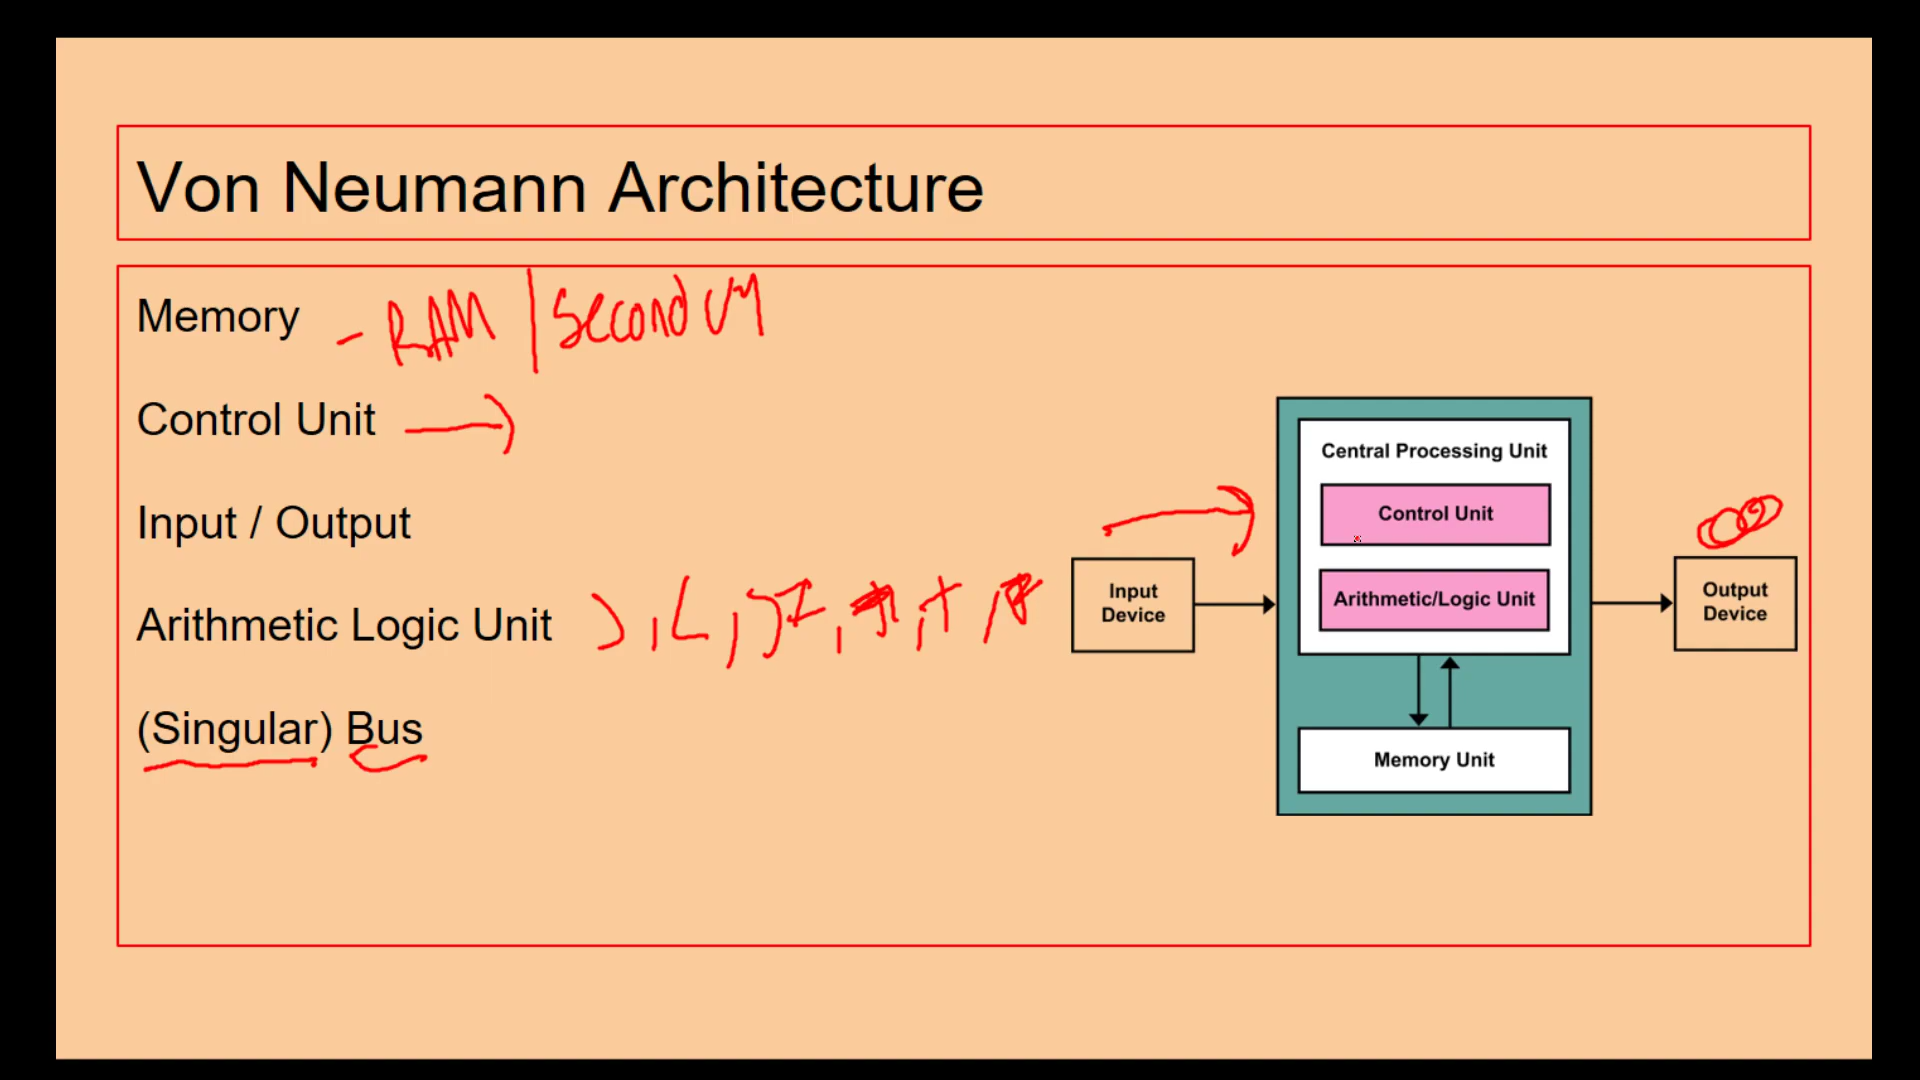 Von Neumann Architecture
Memory - RAM / Second
Control Unit
Input / Output
Arithmetic Logic Unit
(Singular) Bus
Central Processing Unit
Control Unit
Arithmetic/Logic Unit
Memory Unit
Input
Device
Output
Device